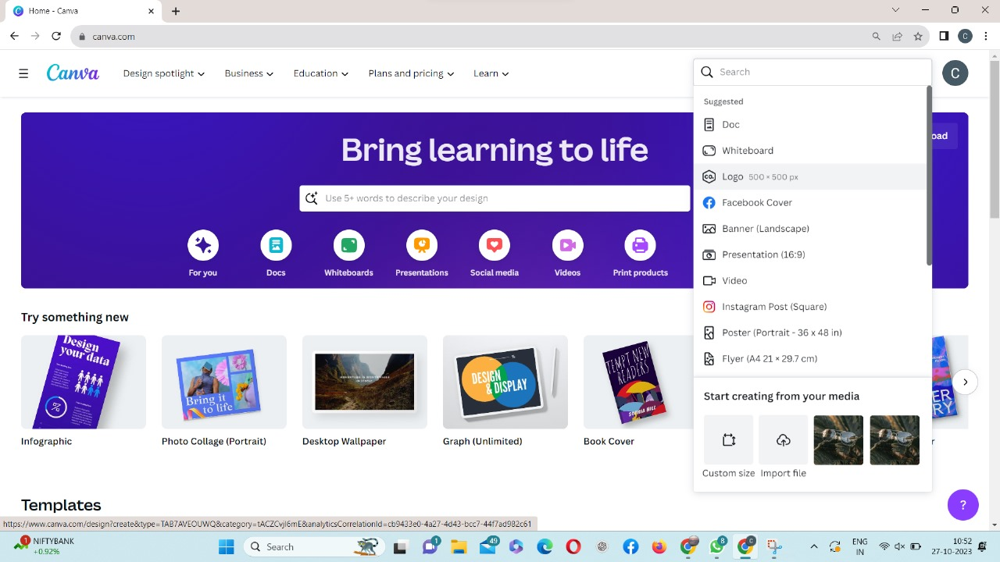 Home - Canva
canva.com
Canva
Design spotlight
Business
Education
Plans and pricing
Learn
Search
C
Suggested
Doc
Whiteboard
Logo 500 × 500 px
Facebook Cover
Banner (Landscape)
Presentation (16:9)
Video
Instagram Post (Square)
Poster (Portrait - 36 x 48 in)
Flyer (A4 21 × 29.7 cm)
Start creating from your media
Custom size
Import file
Bring learning to life
Use 5+ words to describe your design
For you
Docs
Whiteboards
Presentations
Social media
Videos
Print products
Try something new
Design
your data
Bring it
to life
DESIGN
& DISPLAY
TEMPT NEW
READERS
SOPHIA HILL
Infographic
Photo Collage (Portrait)
Desktop Wallpaper
Graph (Unlimited)
Book Cover
Templates
?
https://www.canva.com/design?create&type=TAB7AVEOUWQ&category=tACZCvjI6mE&analyticsCorrelationId=cb9433e0-4a27-4d43-bcc7-44f7ad982c61
1
NIFTYBANK
+0.92%
Search
1
49
8
C
ENG
IN
10:52
27-10-2023